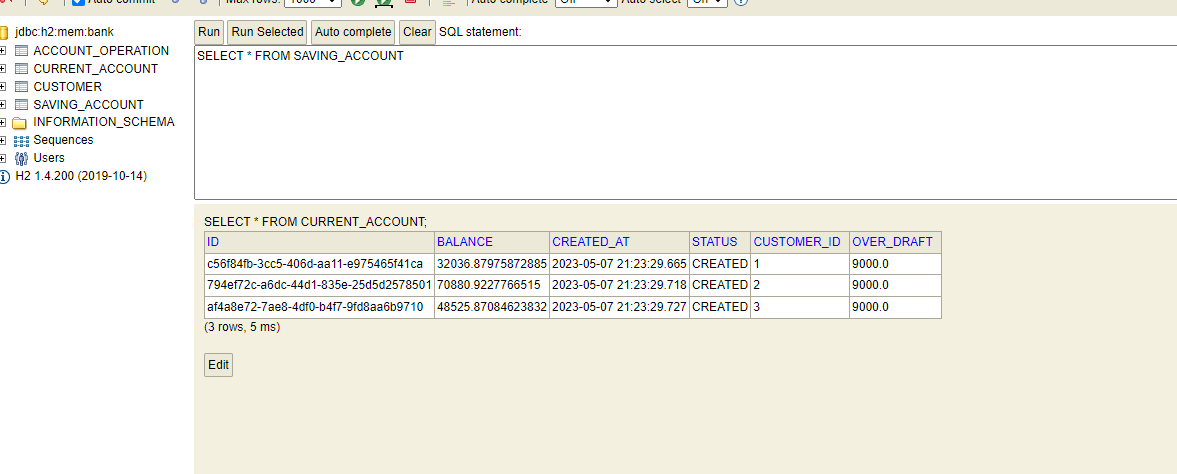 Auto commit Max rows: 1000 Auto complete Off Auto select On
jdbc:h2:mem:bank
ACCOUNT_OPERATION
CURRENT_ACCOUNT
CUSTOMER
SAVING_ACCOUNT
INFORMATION_SCHEMA
Sequences
Users
H2 1.4.200 (2019-10-14)
Run Run Selected Auto complete Clear SQL statement:
SELECT * FROM SAVING_ACCOUNT
SELECT * FROM CURRENT_ACCOUNT;
ID BALANCE CREATED_AT STATUS CUSTOMER_ID OVER_DRAFT
c56f84fb-3cc5-406d-aa11-e975465f41ca 32036.87975872885 2023-05-07 21:23:29.665 CREATED 1 9000.0
794ef72c-a6dc-44d1-835e-25d5d2578501 70880.9227766515 2023-05-07 21:23:29.718 CREATED 2 9000.0
af4a8e72-7ae8-4df0-b4f7-9fd8aa6b9710 48525.87084623832 2023-05-07 21:23:29.727 CREATED 3 9000.0
(3 rows, 5 ms)
Edit